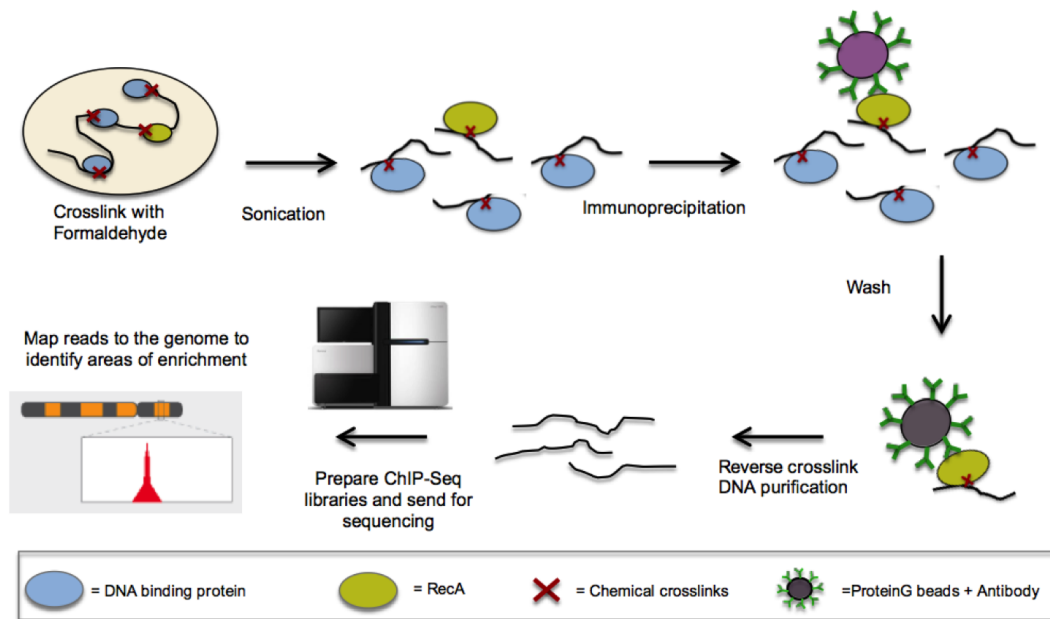 Crosslink with
Formaldehyde
Sonication
Immunoprecipitation
Wash
Reverse crosslink
DNA purification
Prepare ChIP-Seq
libraries and send for
sequencing
Map reads to the genome to
identify areas of enrichment
= DNA binding protein
= RecA
= Chemical crosslinks
=ProteinG beads + Antibody